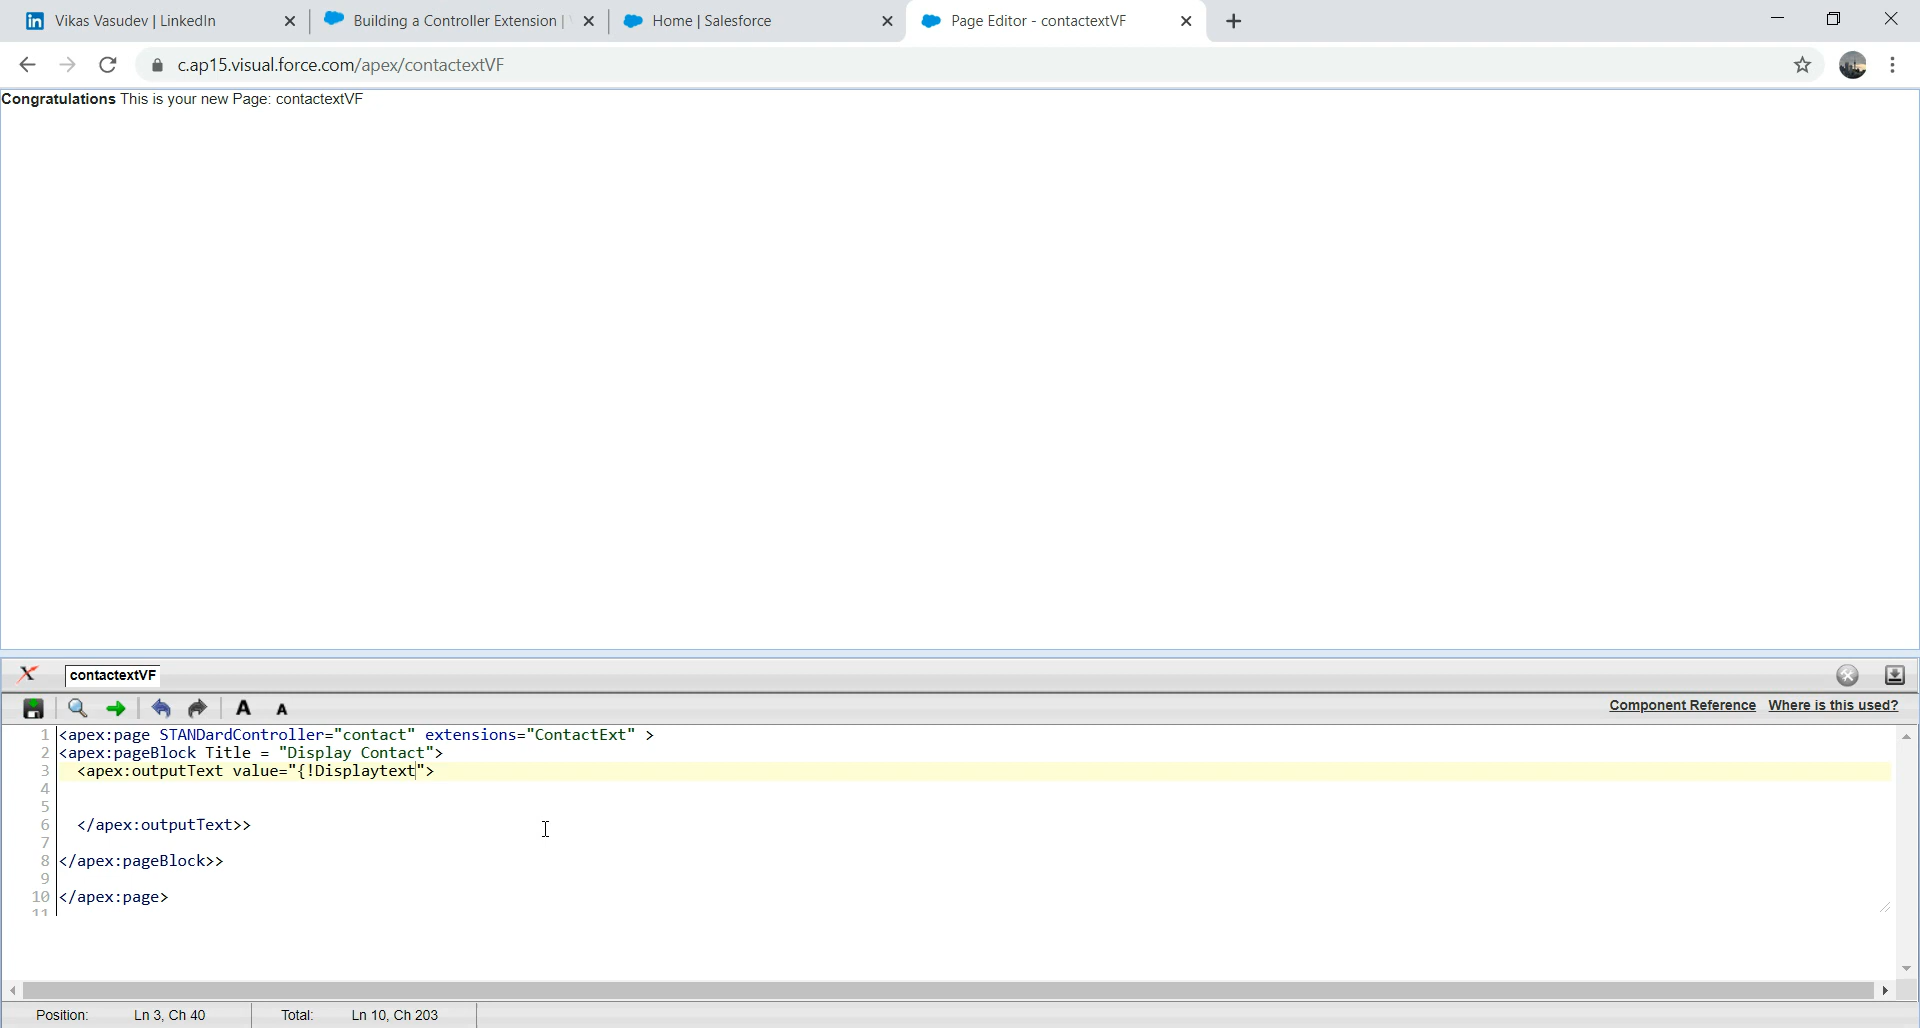 Vikas Vasudev | LinkedIn
Building a Controller Extension |
Home | Salesforce
Page Editor - contactextVF
c.ap15.visual.force.com/apex/contactextVF
Congratulations This is your new Page: contactextVF
contactextVF
A A
Component Reference Where is this used?
1 <apex:page STANDardController="contact" extensions="ContactExt" >
2 <apex:pageBlock Title = "Display Contact">
3 <apex:outputText value="{!Displaytext">
4
5
6 </apex:outputText>>
7
8 </apex:pageBlock>>
9
10 </apex:page>
11
Position: Ln 3, Ch 40 Total: Ln 10, Ch 203